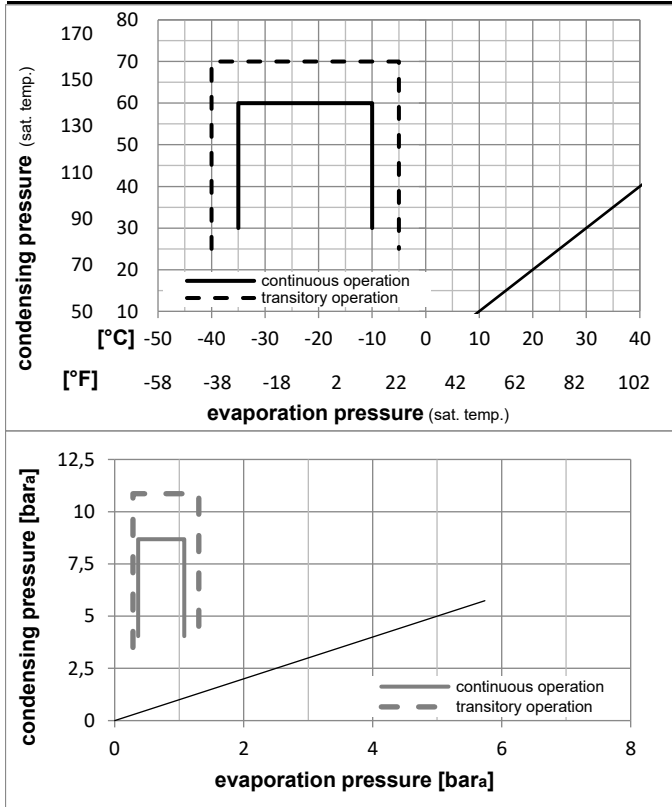 condensing pressure (sat. temp.)
170 80
70
150
60
130
50
110 40
90 30
70 20
50 10
continuous operation
transitory operation
[°C] -50 -40 -30 -20 -10 0 10 20 30 40
[°F] -58 -38 -18 2 22 42 62 82 102
evaporation pressure (sat. temp.)
condensing pressure [bara]
12,5
10
7,5
5
2,5
0
continuous operation
transitory operation
0 2 4 6 8
evaporation pressure [bara]